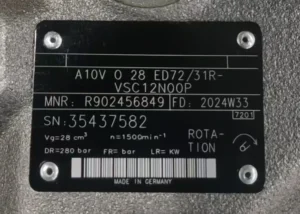 A10V O 28 ED72/31R-
VSC12N00P
MNR: R902456849 FD: 2024W33
7201
SN: 35437582
Vg=28 cm³ n=1500min⁻¹ ROTA-
TION
DR=280 bar FR= bar LR= KW
MADE IN GERMANY